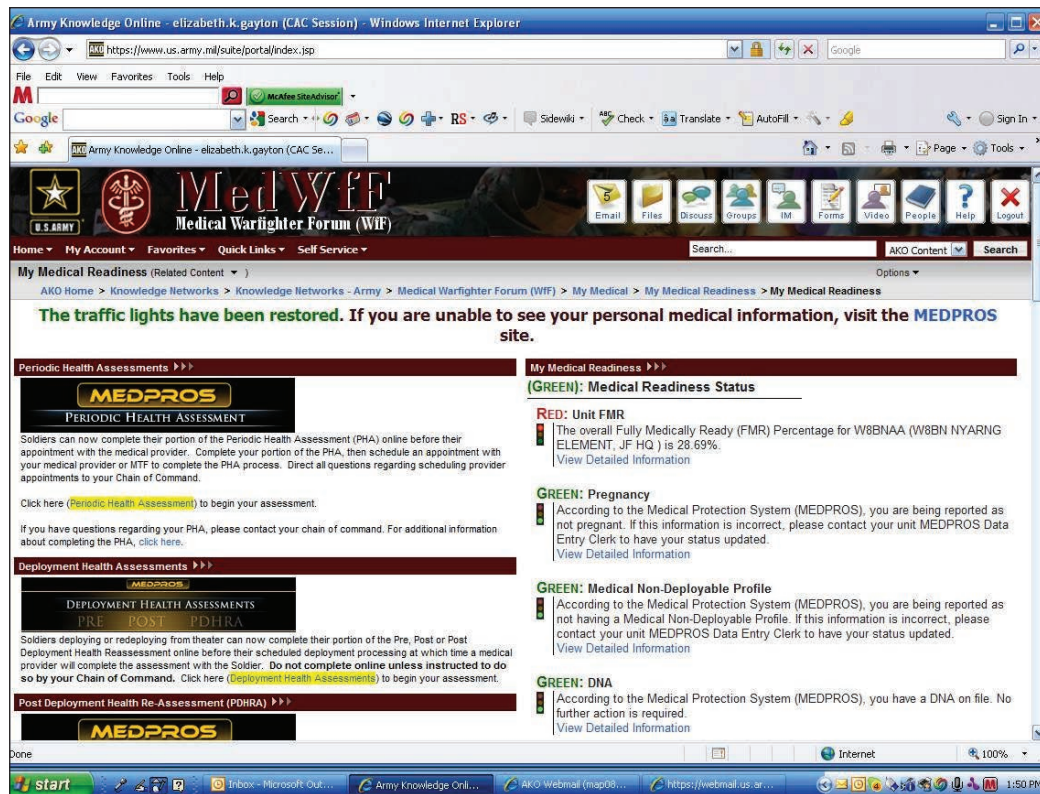 Army Knowledge Online - elizabeth.k.gayton (CAC Session) - Windows Internet Explorer
AKO https://www.us.army.mil/suite/portal/index.jsp
Google
File Edit View Favorites Tools Help
M McAfee SiteAdvisor
Google Search RS Sidewiki Check Translate AutoFill Sign In
AKO Army Knowledge Online - elizabeth.k.gayton (CAC Se...
Page Tools
MedWfF
Medical Warfighter Forum (WfF)
U.S.ARMY
5
Email Files Discuss Groups IM Forms Video People Help Logout
Home My Account Favorites Quick Links Self Service
Search... AKO Content Search
My Medical Readiness (Related Content )
Options
AKO Home > Knowledge Networks > Knowledge Networks - Army > Medical Warfighter Forum (WfF) > My Medical > My Medical Readiness > My Medical Readiness
The traffic lights have been restored. If you are unable to see your personal medical information, visit the MEDPROS
site.
Periodic Health Assessments
MEDPROS
PERIODIC HEALTH ASSESSMENT
Soldiers can now complete their portion of the Periodic Health Assessment (PHA) online before their
appointment with the medical provider. Complete your portion of the PHA, then schedule an appointment with
your medical provider or MTF to complete the PHA process. Direct all questions regarding scheduling provider
appointments to your Chain of Command.
Click here (Periodic Health Assessment) to begin your assessment.
If you have questions regarding your PHA, please contact your chain of command. For additional information
about completing the PHA, click here.
Deployment Health Assessments
MEDPROS
DEPLOYMENT HEALTH ASSESSMENTS
PRE POST PDHRA
Soldiers deploying or redeploying from theater can now complete their portion of the Pre, Post or Post
Deployment Health Reassessment online before their scheduled deployment processing at which time a medical
provider will complete the assessment with the Soldier. Do not complete online unless instructed to do
so by your Chain of Command. Click here (Deployment Health Assessments) to begin your assessment.
Post Deployment Health Re-Assessment (PDHRA)
MEDPROS
My Medical Readiness
(GREEN): Medical Readiness Status
RED: Unit FMR
The overall Fully Medically Ready (FMR) Percentage for W8BNAA (W8BN NYARNG
ELEMENT, JF HQ ) is 28.69%.
View Detailed Information
GREEN: Pregnancy
According to the Medical Protection System (MEDPROS), you are being reported as
not pregnant. If this information is incorrect, please contact your unit MEDPROS Data
Entry Clerk to have your status updated.
View Detailed Information
GREEN: Medical Non-Deployable Profile
According to the Medical Protection System (MEDPROS), you are being reported as
not having a Medical Non-Deployable Profile. If this information is incorrect, please
contact your unit MEDPROS Data Entry Clerk to have your status updated.
View Detailed Information
GREEN: DNA
According to the Medical Protection System (MEDPROS), you have a DNA on file. No
further action is required.
View Detailed Information
Done
Internet
100%
start
Inbox - Microsoft Out...
Army Knowledge Onli...
AKO Webmail (map08...
https://webmail.us.ar...
1:50 PM